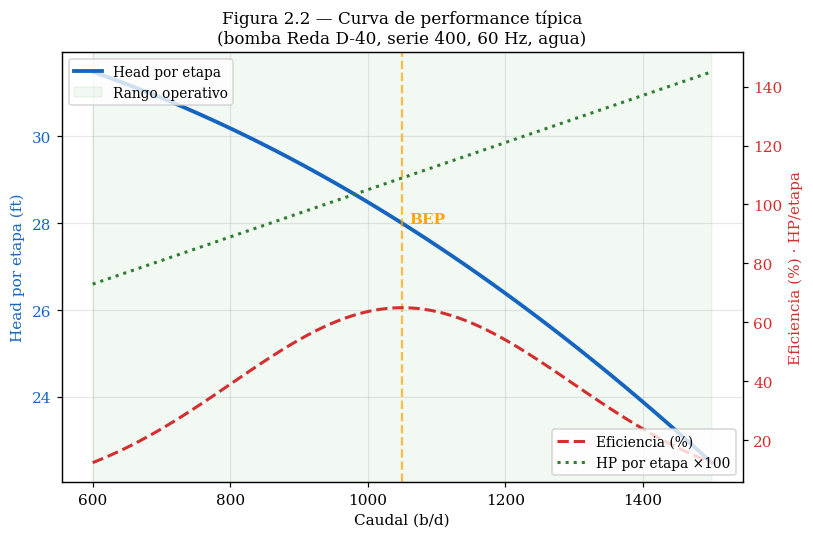 Figura 2.2 — Curva de performance típica
(bomba Reda D-40, serie 400, 60 Hz, agua)
Head por etapa
Rango operativo
BEP
Eficiencia (%)
HP por etapa ×100
Head por etapa (ft)
30
28
26
24
Eficiencia (%) · HP/etapa
140
120
100
80
60
40
20
600
800
1000
1200
1400
Caudal (b/d)